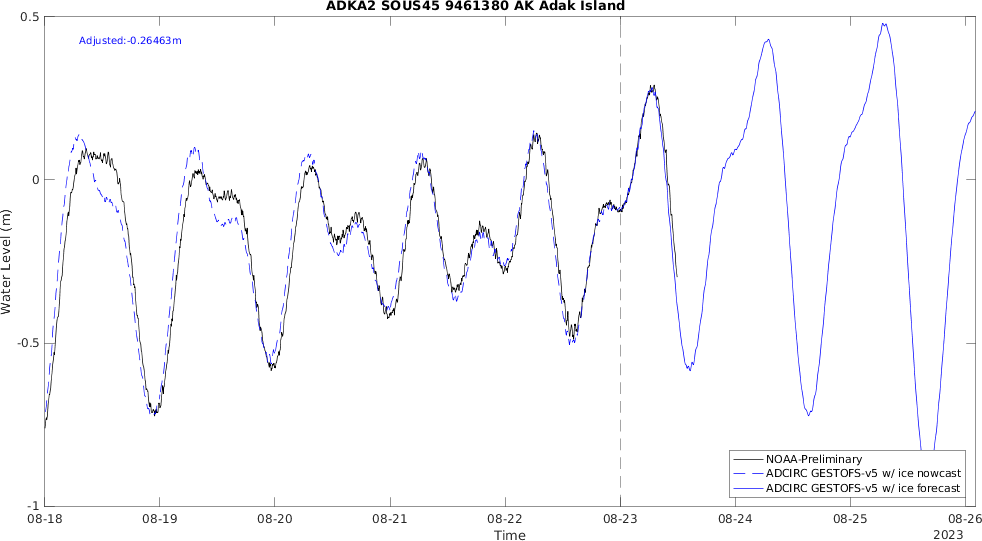 ADKA2 SOUS45 9461380 AK Adak Island
Adjusted:-0.26463m
0.5
0
-0.5
-1
Water Level (m)
08-18 08-19 08-20 08-21 08-22 08-23 08-24 08-25 08-26
Time
2023
NOAA-Preliminary
ADCIRC GESTOFS-v5 w/ ice nowcast
ADCIRC GESTOFS-v5 w/ ice forecast